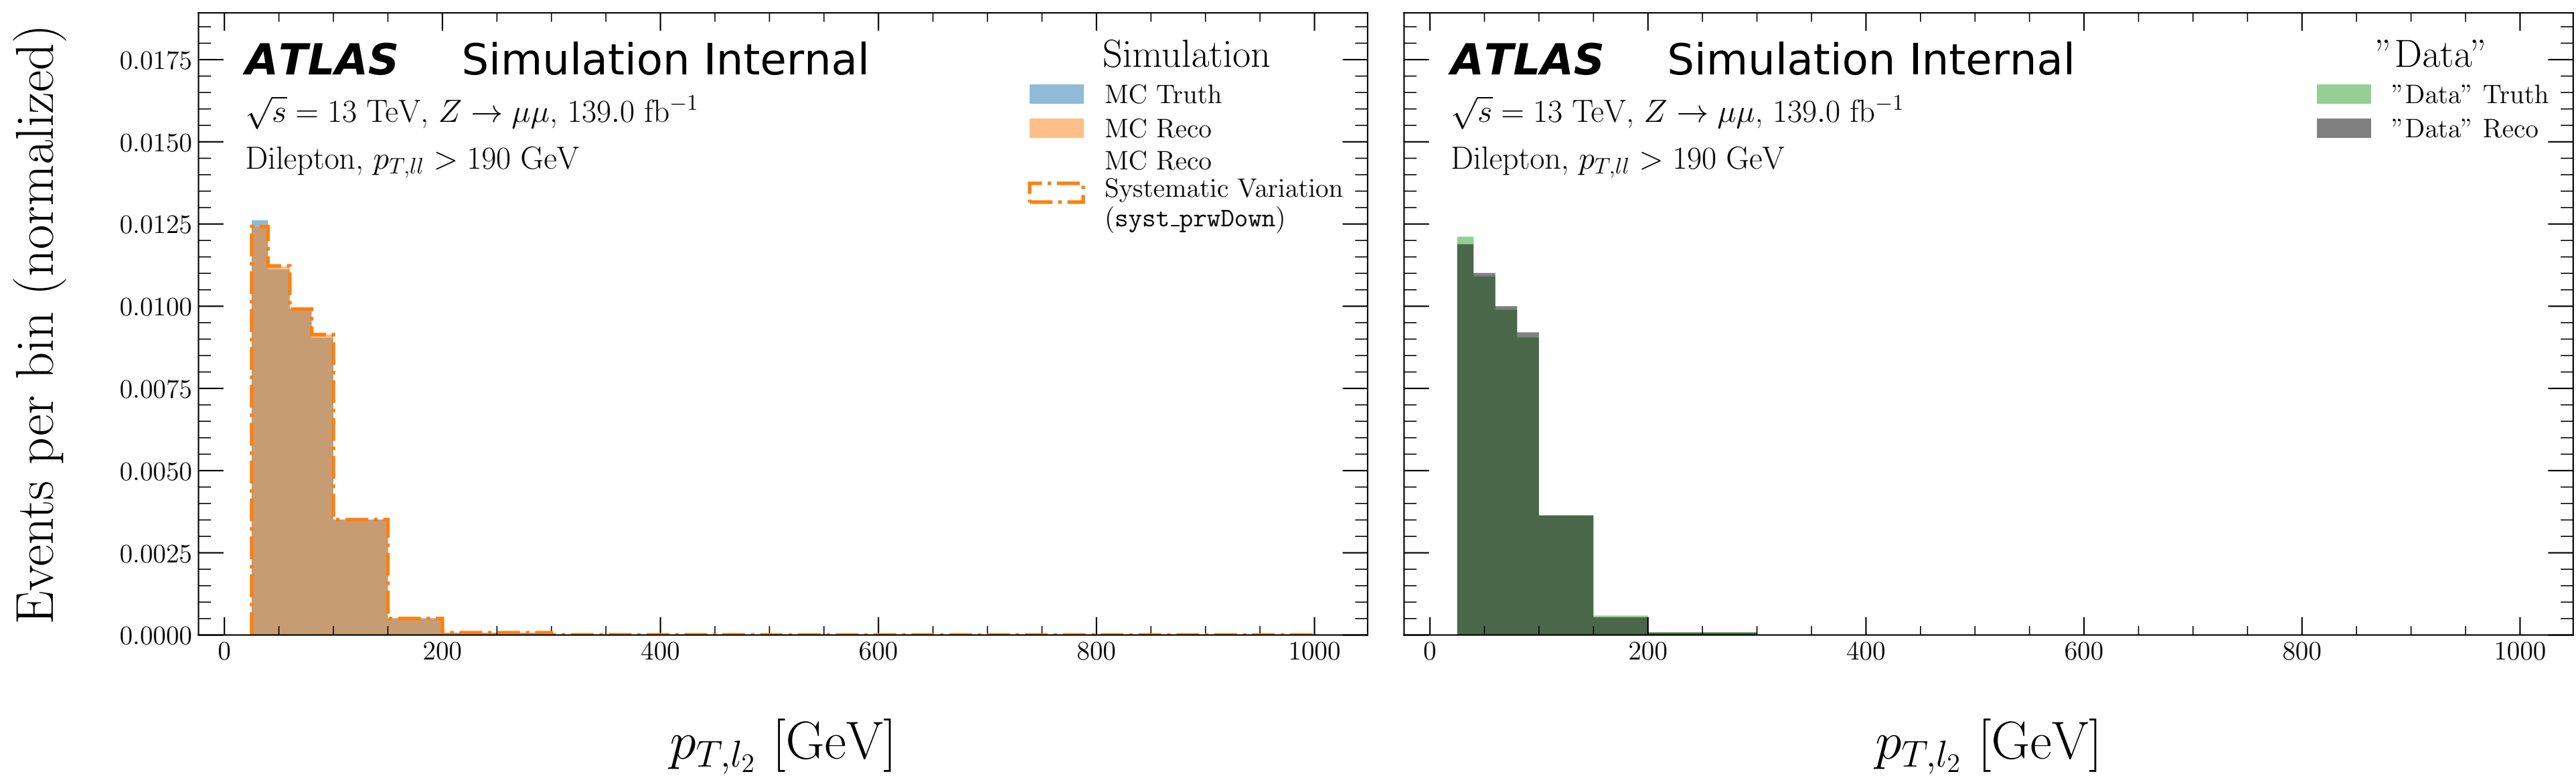 Events per bin (normalized)
0.0175
0.0150
0.0125
0.0100
0.0075
0.0050
0.0025
0.0000
ATLAS Simulation Internal
√s = 13 TeV, Z → μμ, 139.0 fb⁻¹
Dilepton, p_{T,ll} > 190 GeV
Simulation
MC Truth
MC Reco
MC Reco
Systematic Variation
(syst_prwDown)
0 200 400 600 800 1000
p_{T,l₂} [GeV]
ATLAS Simulation Internal
√s = 13 TeV, Z → μμ, 139.0 fb⁻¹
Dilepton, p_{T,ll} > 190 GeV
"Data"
"Data" Truth
"Data" Reco
0 200 400 600 800 1000
p_{T,l₂} [GeV]